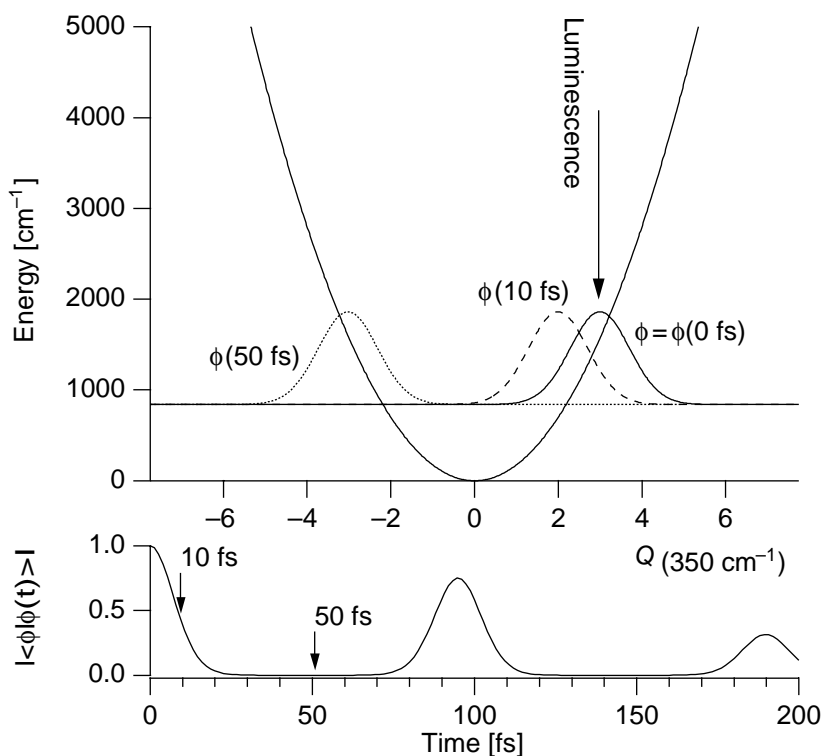 5000
4000
3000
2000
1000
0
Energy [cm⁻¹]
Luminescence
ϕ(50 fs)
ϕ(10 fs)
ϕ=ϕ(0 fs)
−6 −4 −2 0 2 4 6
Q (350 cm⁻¹)
1.0
0.5
0.0
|<ϕ|ϕ(t)>|
10 fs
50 fs
0 50 100 150 200
Time [fs]